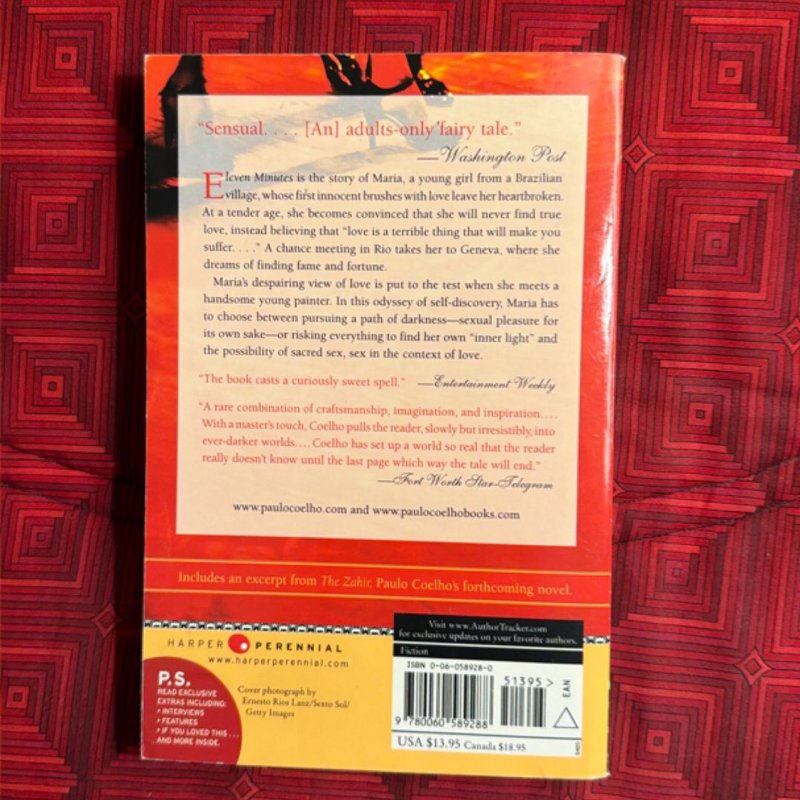 “Sensual. . . . [An] adults-only fairy tale.”
—Washington Post
Eleven Minutes is the story of Maria, a young girl from a Brazilian
village, whose first innocent brushes with love leave her heartbroken.
At a tender age, she becomes convinced that she will never find true
love, instead believing that “love is a terrible thing that will make you
suffer. . . .” A chance meeting in Rio takes her to Geneva, where she
dreams of finding fame and fortune.
Maria’s despairing view of love is put to the test when she meets a
handsome young painter. In this odyssey of self-discovery, Maria has
to choose between pursuing a path of darkness—sexual pleasure for
its own sake—or risking everything to find her own “inner light” and
the possibility of sacred sex, sex in the context of love.
“The book casts a curiously sweet spell.” —Entertainment Weekly
“A rare combination of craftsmanship, imagination, and inspiration. . . .
With a master’s touch, Coelho pulls the reader, slowly but irresistibly, into
ever-darker worlds. . . . Coelho has set up a world so real that the reader
really doesn’t know until the last page which way the tale will end.”
—Fort Worth Star-Telegram
www.paulocoelho.com and www.paulocoelhobooks.com
Includes an excerpt from The Zahir, Paulo Coelho’s forthcoming novel.
HARPER PERENNIAL
www.harperperennial.com
P.S.
READ EXCLUSIVE
EXTRAS INCLUDING:
• INTERVIEWS
• FEATURES
• IF YOU LOVED THIS . . .
AND MORE INSIDE.
Cover photograph by
Ernesto Rios Lanz/Sexto Sol/
Getty Images
Visit www.AuthorTracker.com
for exclusive updates on your favorite authors.
Fiction
ISBN 0-06-058928-0
51395 >
EAN
9 780060 589288
USA $13.95 Canada $18.95